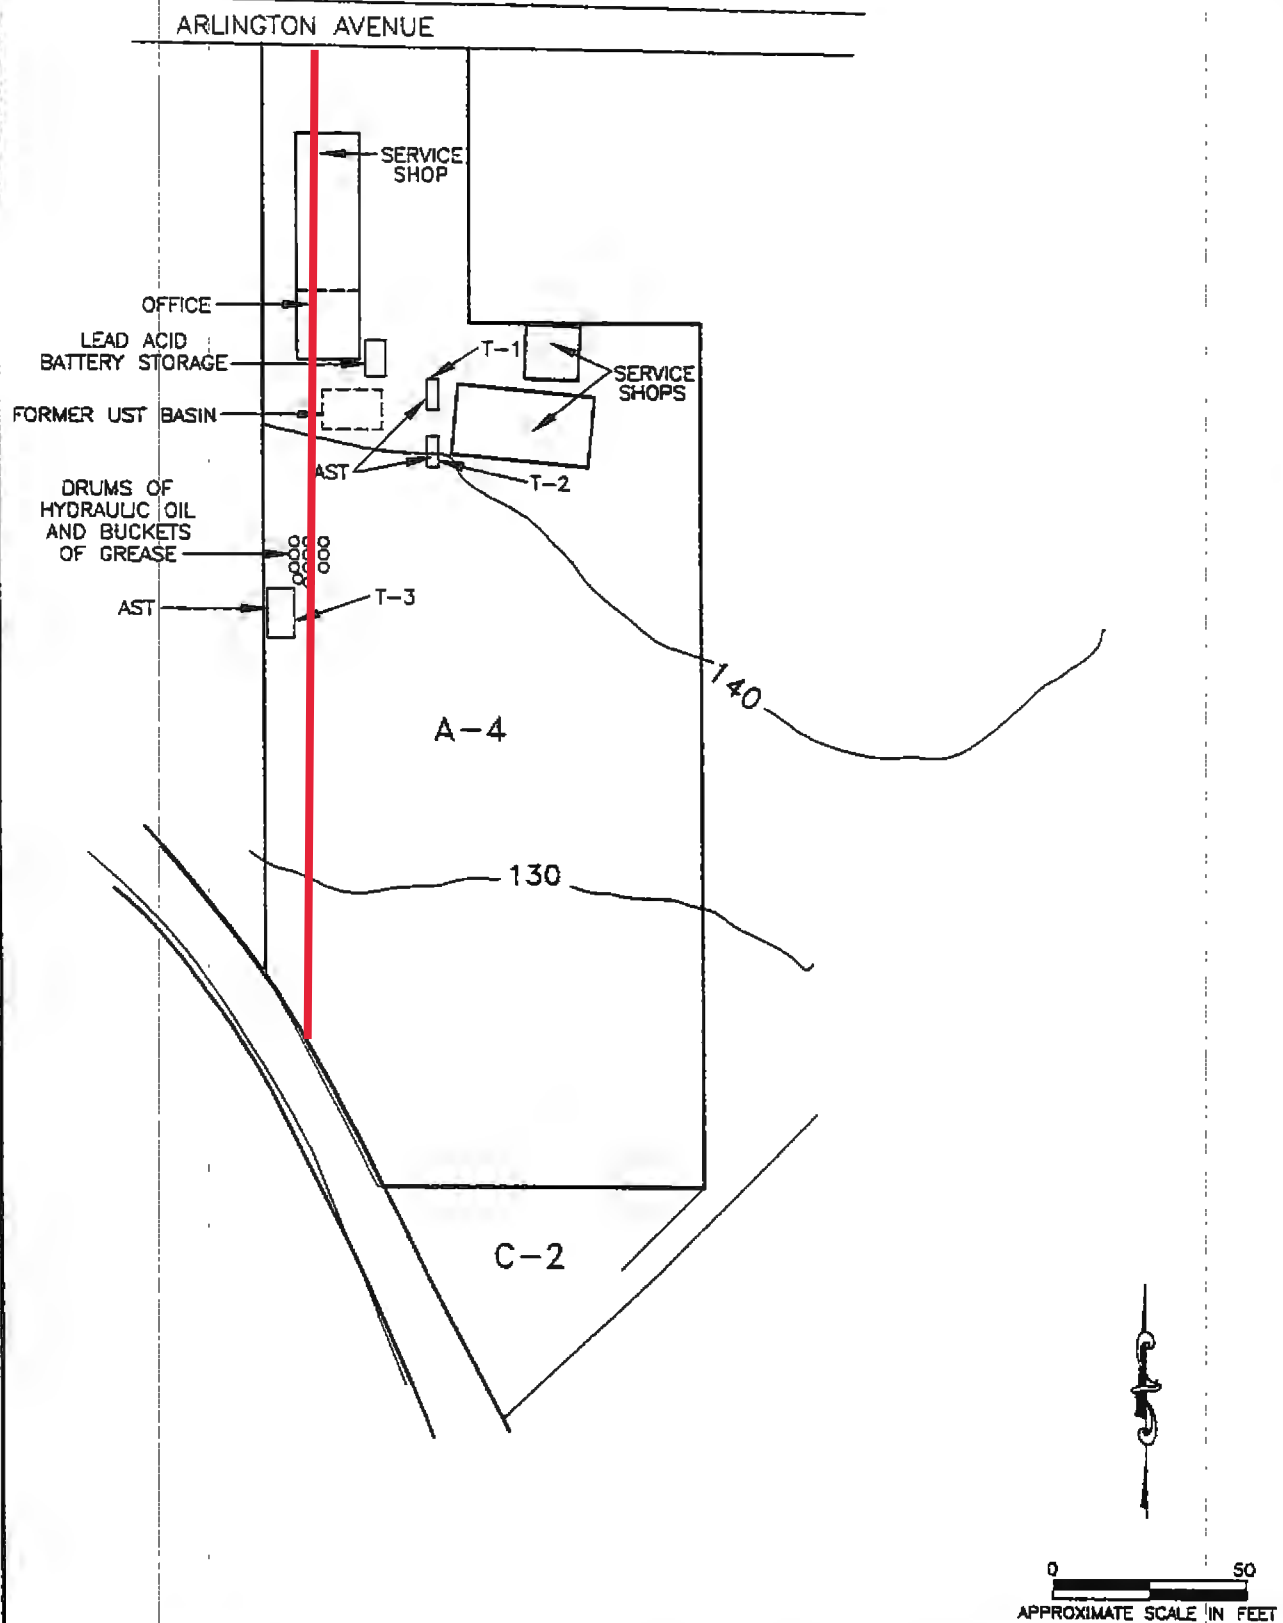 ARLINGTON AVENUE
SERVICE
SHOP
OFFICE
LEAD ACID
BATTERY STORAGE
T-1
SERVICE
SHOPS
FORMER UST BASIN
AST
T-2
DRUMS OF
HYDRAULIC OIL
AND BUCKETS
OF GREASE
AST
T-3
140
A-4
130
C-2
0 50
APPROXIMATE SCALE IN FEET